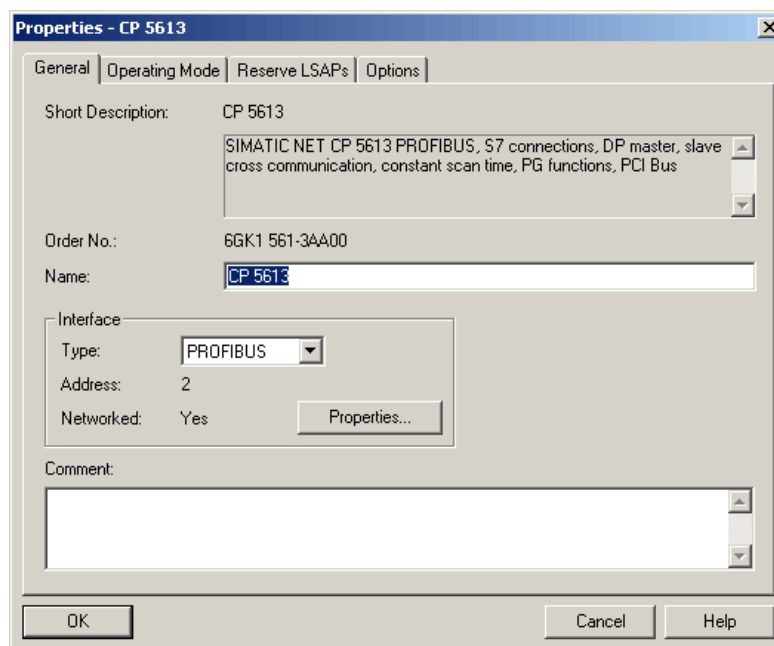 Properties - CP 5613
General Operating Mode Reserve LSAPs Options
Short Description: CP 5613
SIMATIC NET CP 5613 PROFIBUS, S7 connections, DP master, slave
cross communication, constant scan time, PG functions, PCI Bus
Order No.: 6GK1 561-3AA00
Name: CP 5613
Interface
Type: PROFIBUS
Address: 2
Networked: Yes Properties...
Comment:
OK Cancel Help